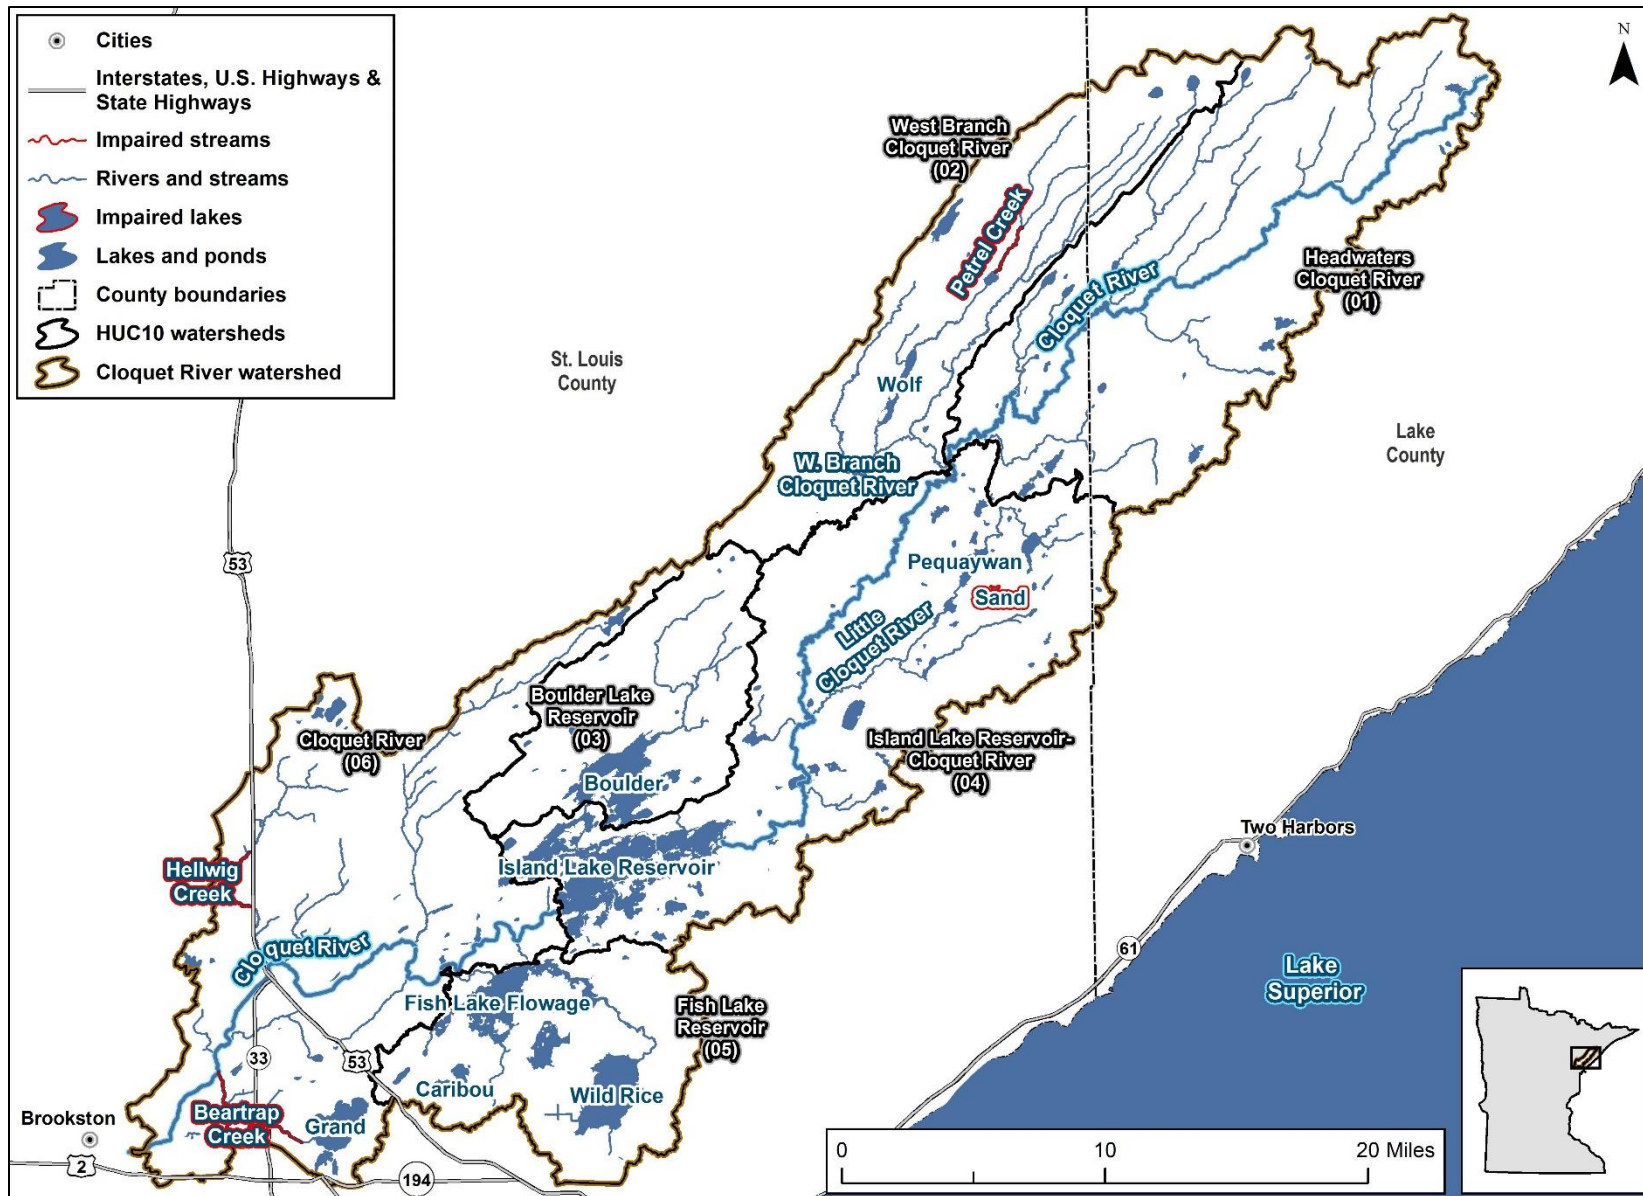 Cities
Interstates, U.S. Highways &
State Highways
Impaired streams
Rivers and streams
Impaired lakes
Lakes and ponds
County boundaries
HUC10 watersheds
Cloquet River watershed
N
West Branch
Cloquet River
(02)
Petrel Creek
Headwaters
Cloquet River
(01)
Cloquet River
St. Louis
County
Wolf
Lake
County
W. Branch
Cloquet River
53
Pequaywan
Sand
Little
Cloquet River
Boulder Lake
Reservoir
(03)
Cloquet River
(06)
Island Lake Reservoir-
Cloquet River
(04)
Boulder
Two Harbors
Island Lake Reservoir
Hellwig
Creek
Cloquet River
61
Lake
Superior
Fish Lake Flowage
Fish Lake
Reservoir
(05)
33
53
Caribou
Wild Rice
Brookston
Beartrap
Creek
Grand
2
194
0
10
20 Miles